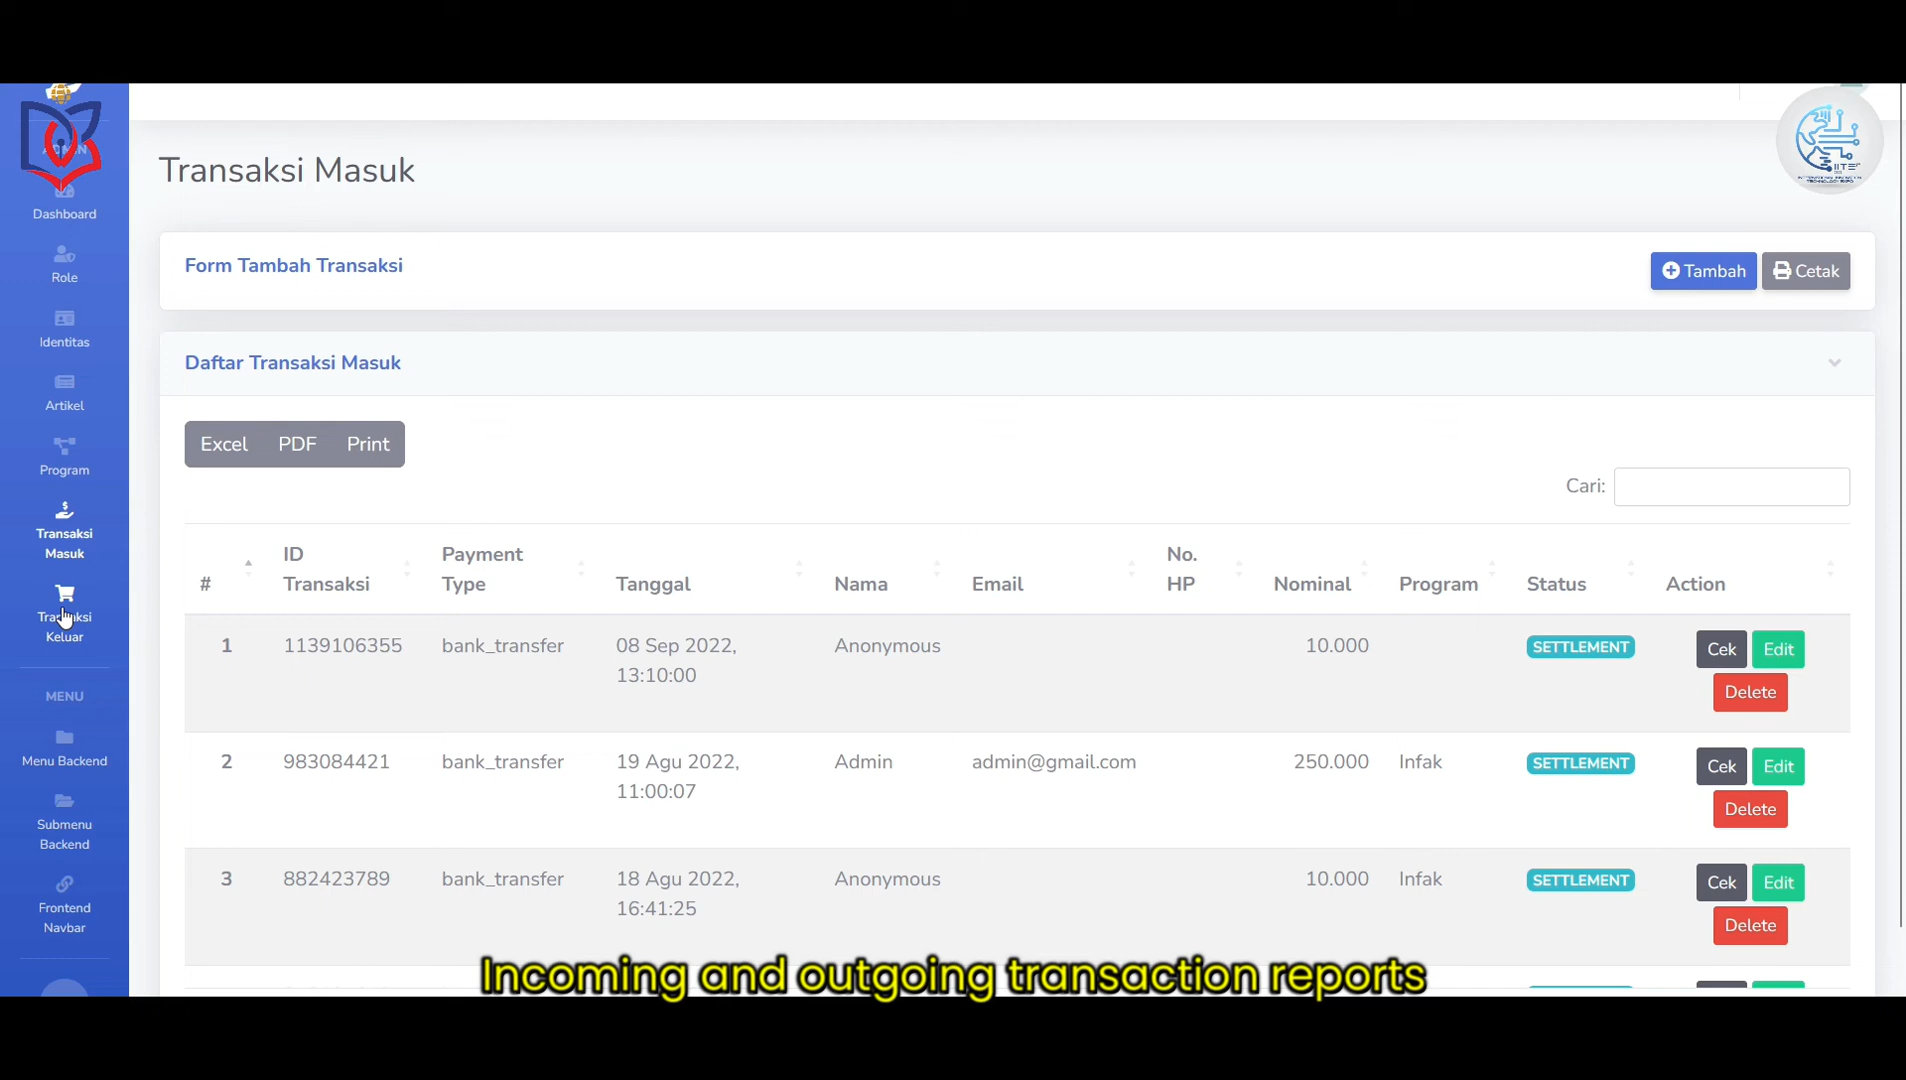 ADMIN
Dashboard
Role
Identitas
Artikel
Program
Transaksi
Masuk
Transaksi
Keluar
MENU
Menu Backend
Submenu
Backend
Frontend
Navbar
IITE
Transaksi Masuk
Form Tambah Transaksi
Tambah Cetak
Daftar Transaksi Masuk
Excel PDF Print
Cari:
# ID Transaksi Payment Type Tanggal Nama Email No. HP Nominal Program Status Action
1 1139106355 bank_transfer 08 Sep 2022, Anonymous 10.000 SETTLEMENT Cek Edit
13:10:00 Delete
2 983084421 bank_transfer 19 Agu 2022, Admin admin@gmail.com 250.000 Infak SETTLEMENT Cek Edit
11:00:07 Delete
3 882423789 bank_transfer 18 Agu 2022, Anonymous 10.000 Infak SETTLEMENT Cek Edit
16:41:25 Delete
Incoming and outgoing transaction reports